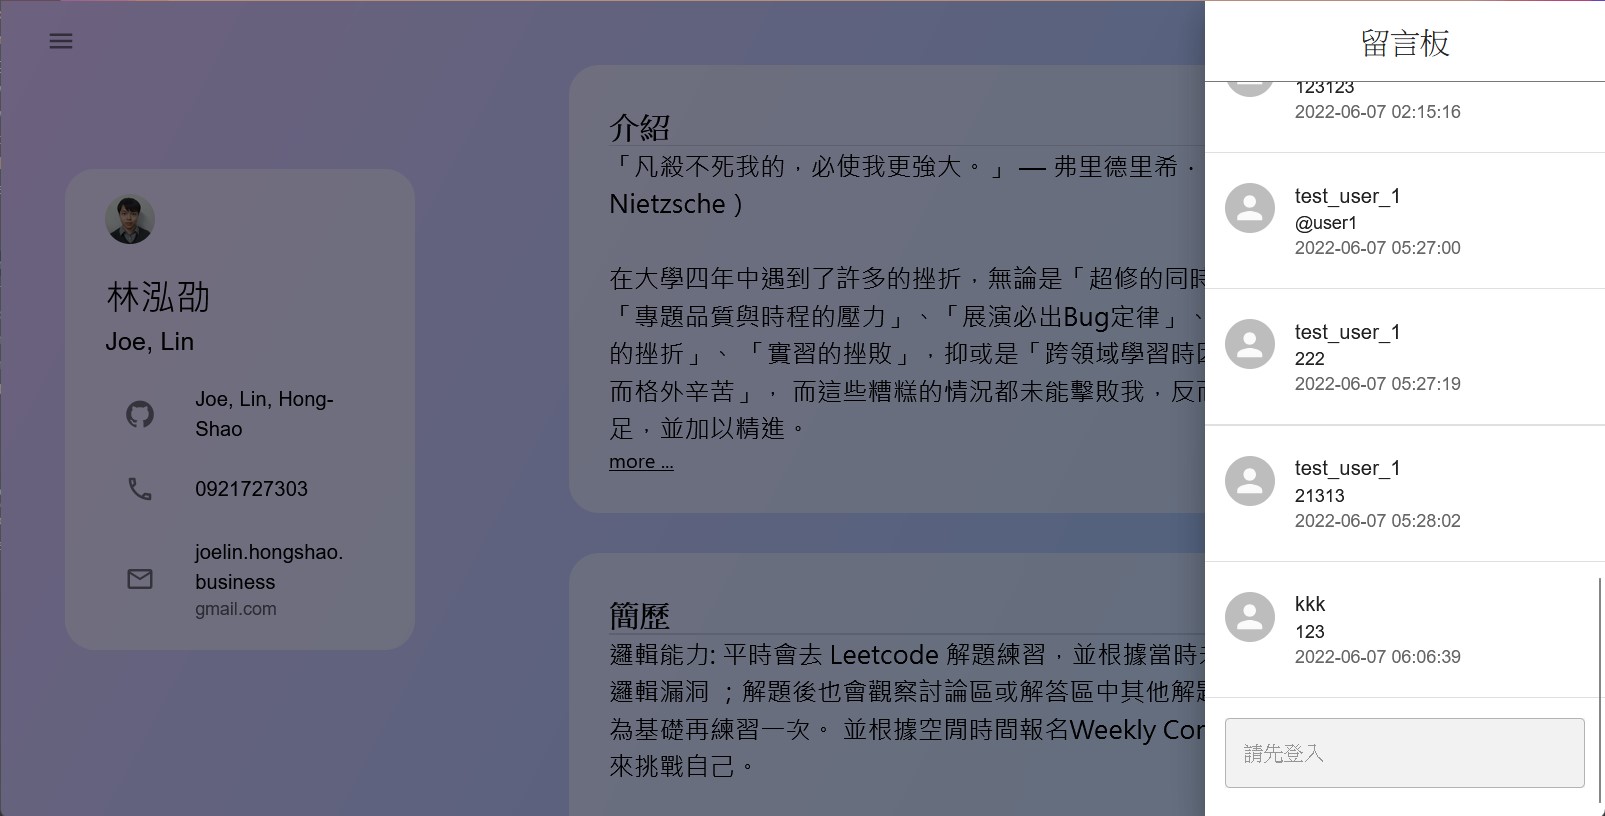 林泓劭
Joe, Lin
Joe, Lin, Hong-
Shao
0921727303
joelin.hongshao.
business
gmail.com
介紹
「凡殺不死我的，必使我更強大。」 — 弗里德里希．
Nietzsche )
在大學四年中遇到了許多的挫折，無論是「超修的同時
「專題品質與時程的壓力」、「展演必出Bug定律」、
的挫折」、 「實習的挫敗」，抑或是「跨領域學習時因
而格外辛苦」， 而這些糟糕的情況都未能擊敗我，反而
足，並加以精進。
more ...
簡歷
邏輯能力: 平時會去 Leetcode 解題練習，並根據當時未
邏輯漏洞 ；解題後也會觀察討論區或解答區中其他解題
為基礎再練習一次。 並根據空閒時間報名Weekly Con
來挑戰自己。
留言板
123123
2022-06-07 02:15:16
test_user_1
@user1
2022-06-07 05:27:00
test_user_1
222
2022-06-07 05:27:19
test_user_1
21313
2022-06-07 05:28:02
kkk
123
2022-06-07 06:06:39
請先登入